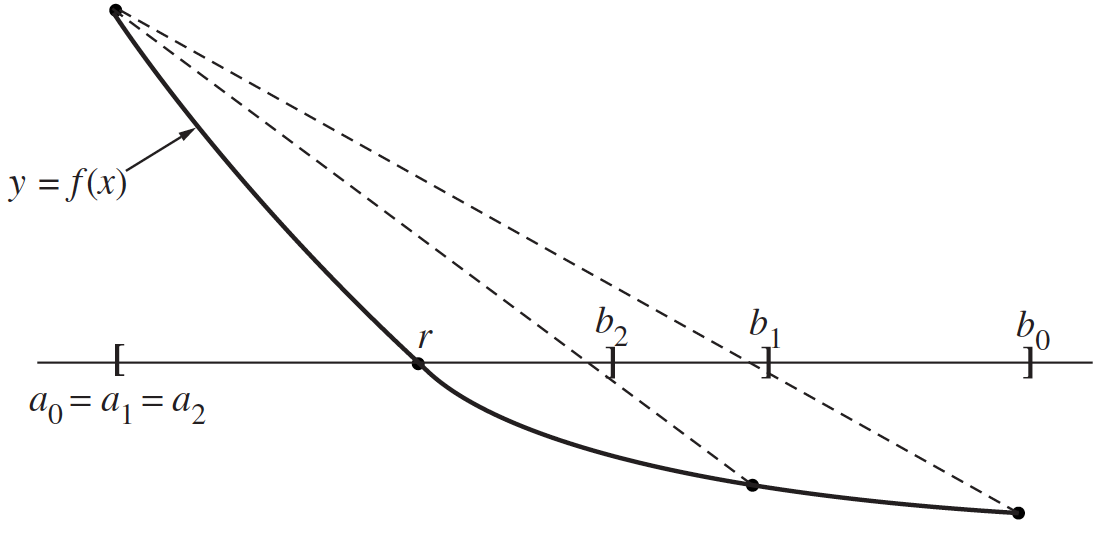 y = f(x)
r
b₂
b₁
b₀
[
]
]
]
a₀ = a₁ = a₂